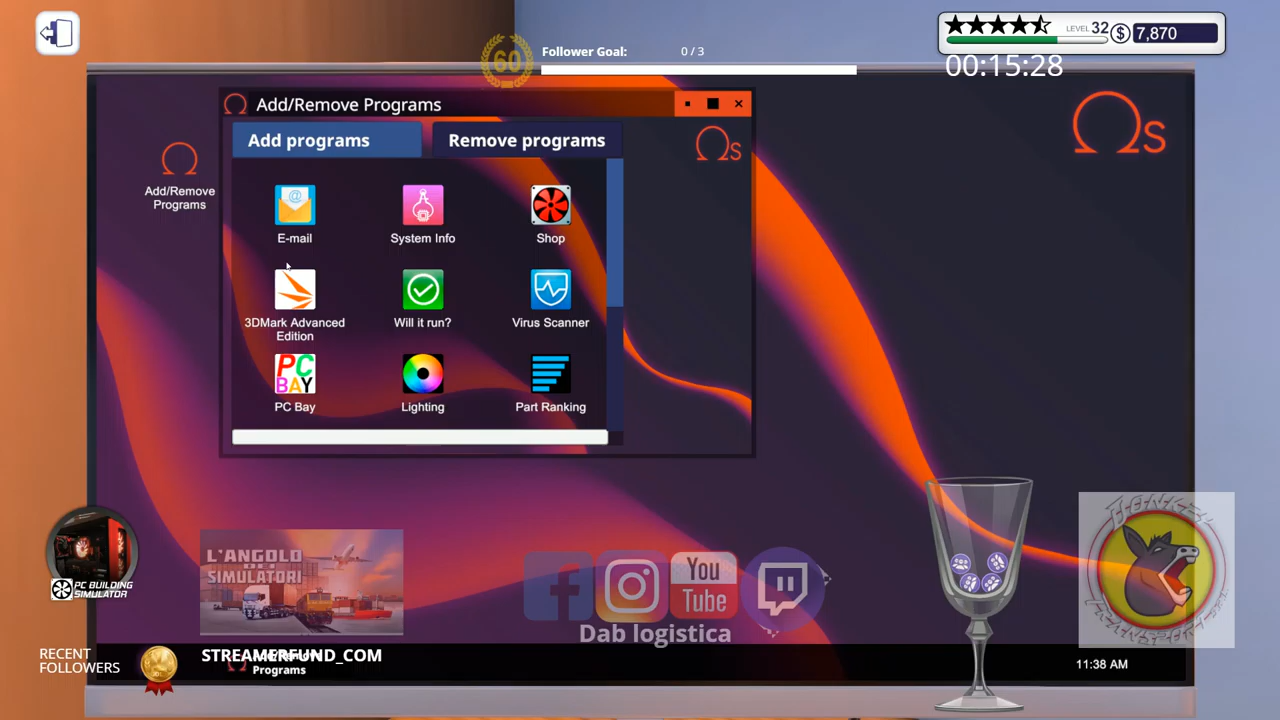 60
Follower Goal:
0 / 3
LEVEL 32
$ 7,870
00:15:28
Add/Remove Programs
Add programs
Remove programs
Ωs
Ωs
Add/Remove
Programs
E-mail
System Info
Shop
3DMark Advanced
Edition
Will it run?
Virus Scanner
PC
BAY
PC Bay
Lighting
Part Ranking
L'ANGOLO
DEI
SIMULATORI
PC BUILDING
SIMULATOR
You
Tube
Dab logistica
RECENT
FOLLOWERS
STREAMERFUND_COM
Programs
11:38 AM